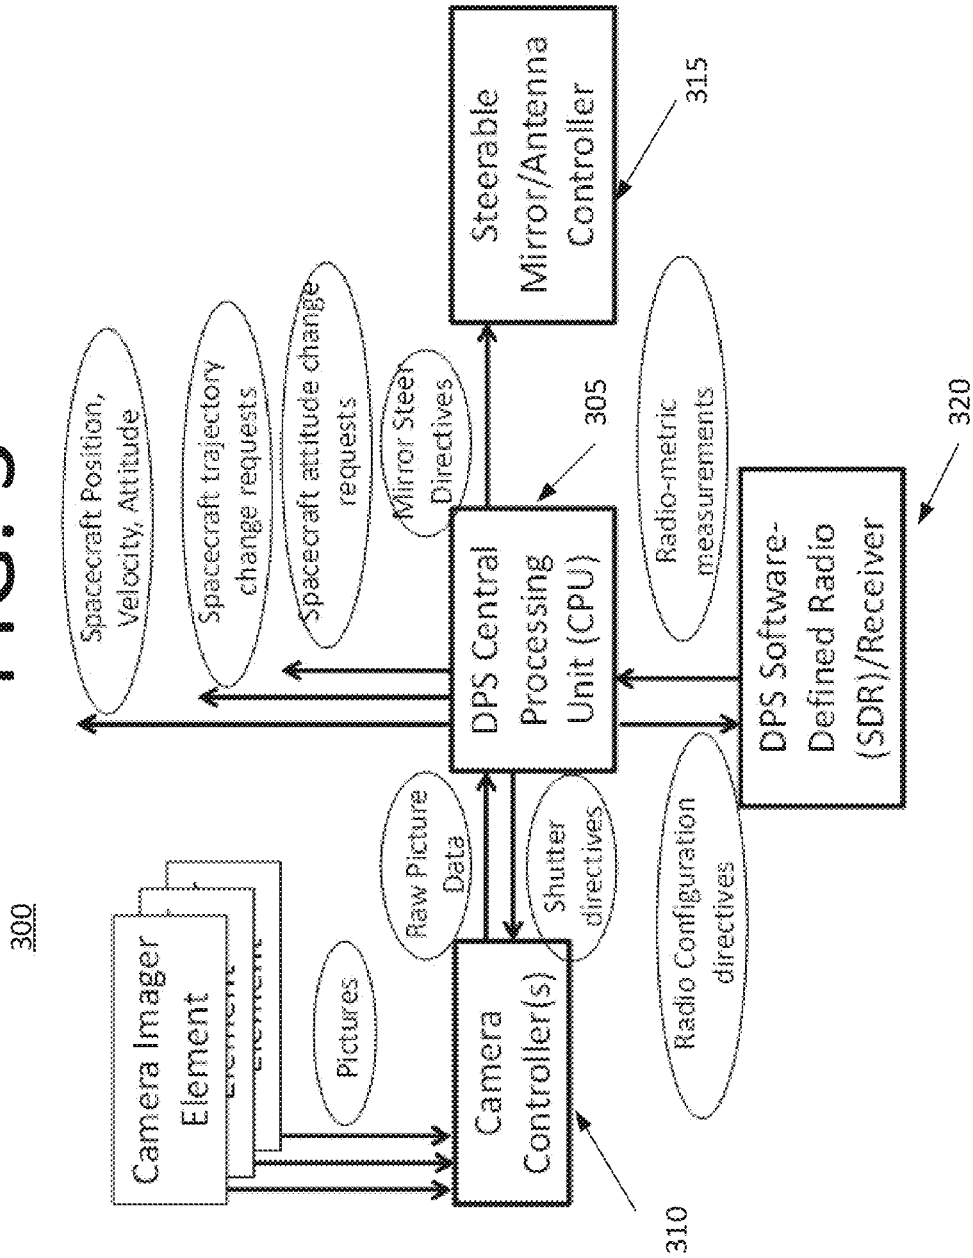 300
Camera Imager
Element
Spacecraft Position,
Velocity, Attitude
Spacecraft trajectory
change requests
Spacecraft attitude change
requests
Pictures
Raw Picture
Data
Mirror Steer
Directives
Camera
Controller(s)
310
Shutter
directives
DPS Central
Processing
Unit (CPU)
305
Steerable
Mirror/Antenna
Controller
315
Radio Configuration
directives
Radio-metric
measurements
DPS Software-
Defined Radio
(SDR)/Receiver
320